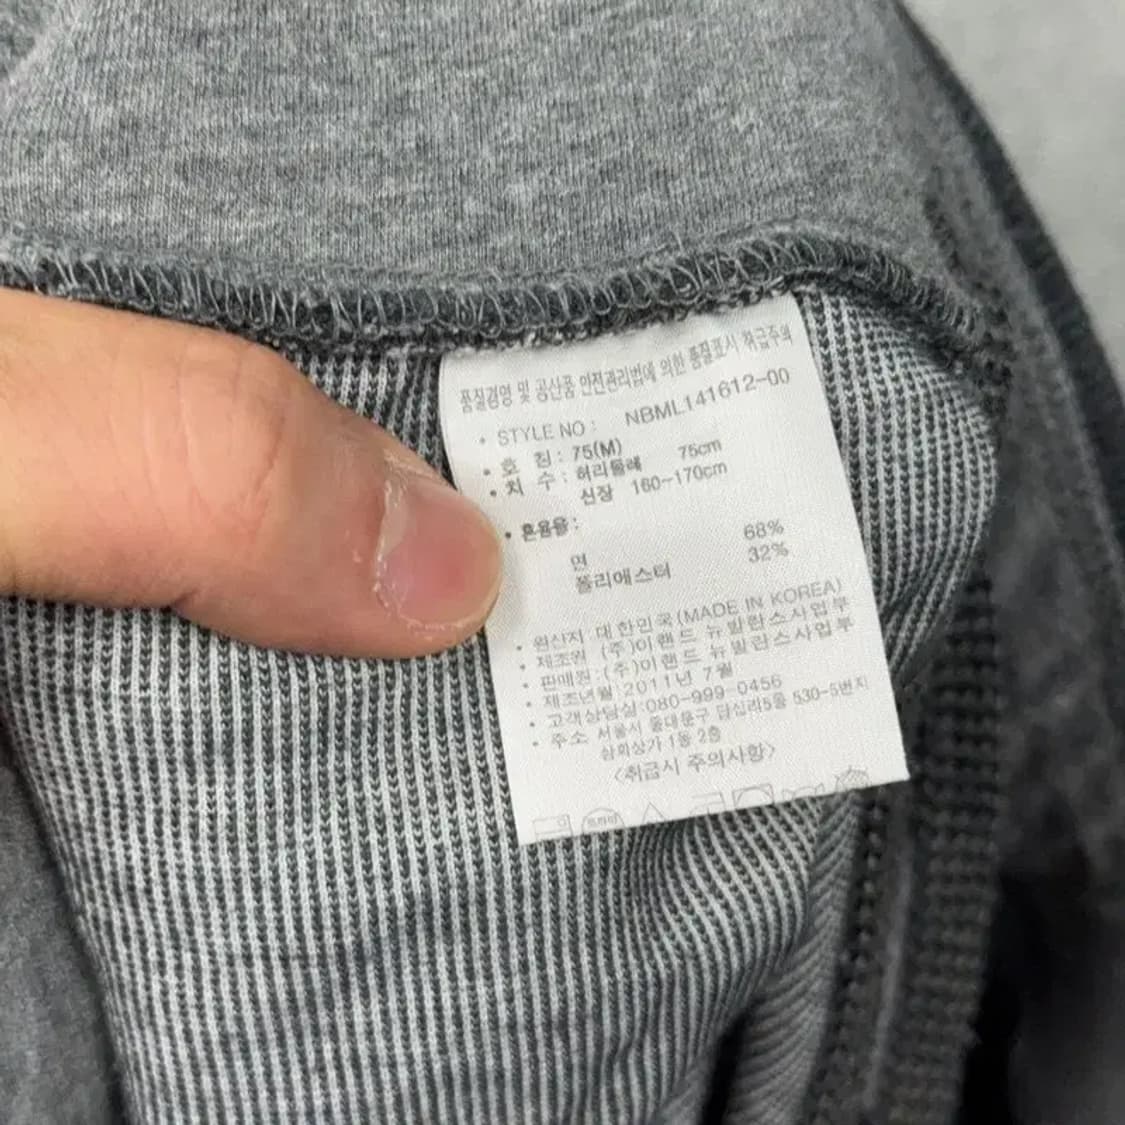 품질경영 및 공산품 안전관리법에 의한 품질표시 취급주의
• STYLE NO : NBML141612-00
• 호 칭 : 75(M)
• 치 수 : 허리둘레 75cm
신장 160~170cm
• 혼용율 :
면 68%
폴리에스터 32%
• 원산지 : 대한민국(MADE IN KOREA)
• 제조원 (주)이랜드 뉴발란스사업부
• 판매원 : (주)이랜드 뉴발란스사업부
• 제조년월 : 2011년 7월
• 고객상담실 : 080-999-0456
• 주소 서울시 동대문구 답십리5동 530-5번지
삼희상가 1동 2층
<취급시 주의사항>